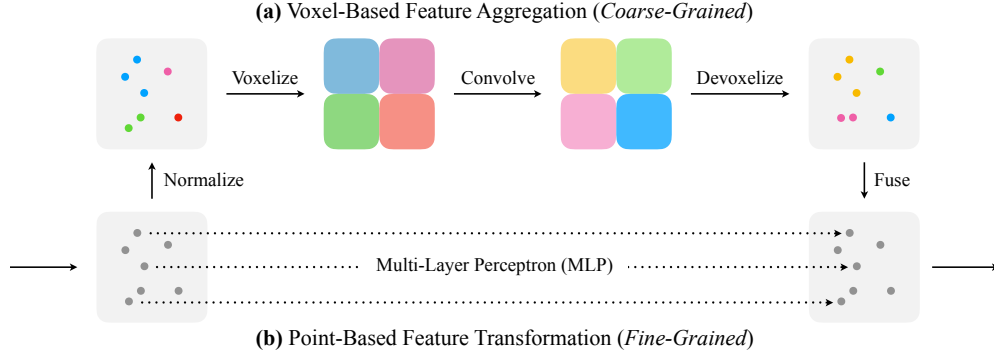 (a) Voxel-Based Feature Aggregation (Coarse-Grained)
Voxelize
Convolve
Devoxelize
Normalize
Fuse
Multi-Layer Perceptron (MLP)
(b) Point-Based Feature Transformation (Fine-Grained)